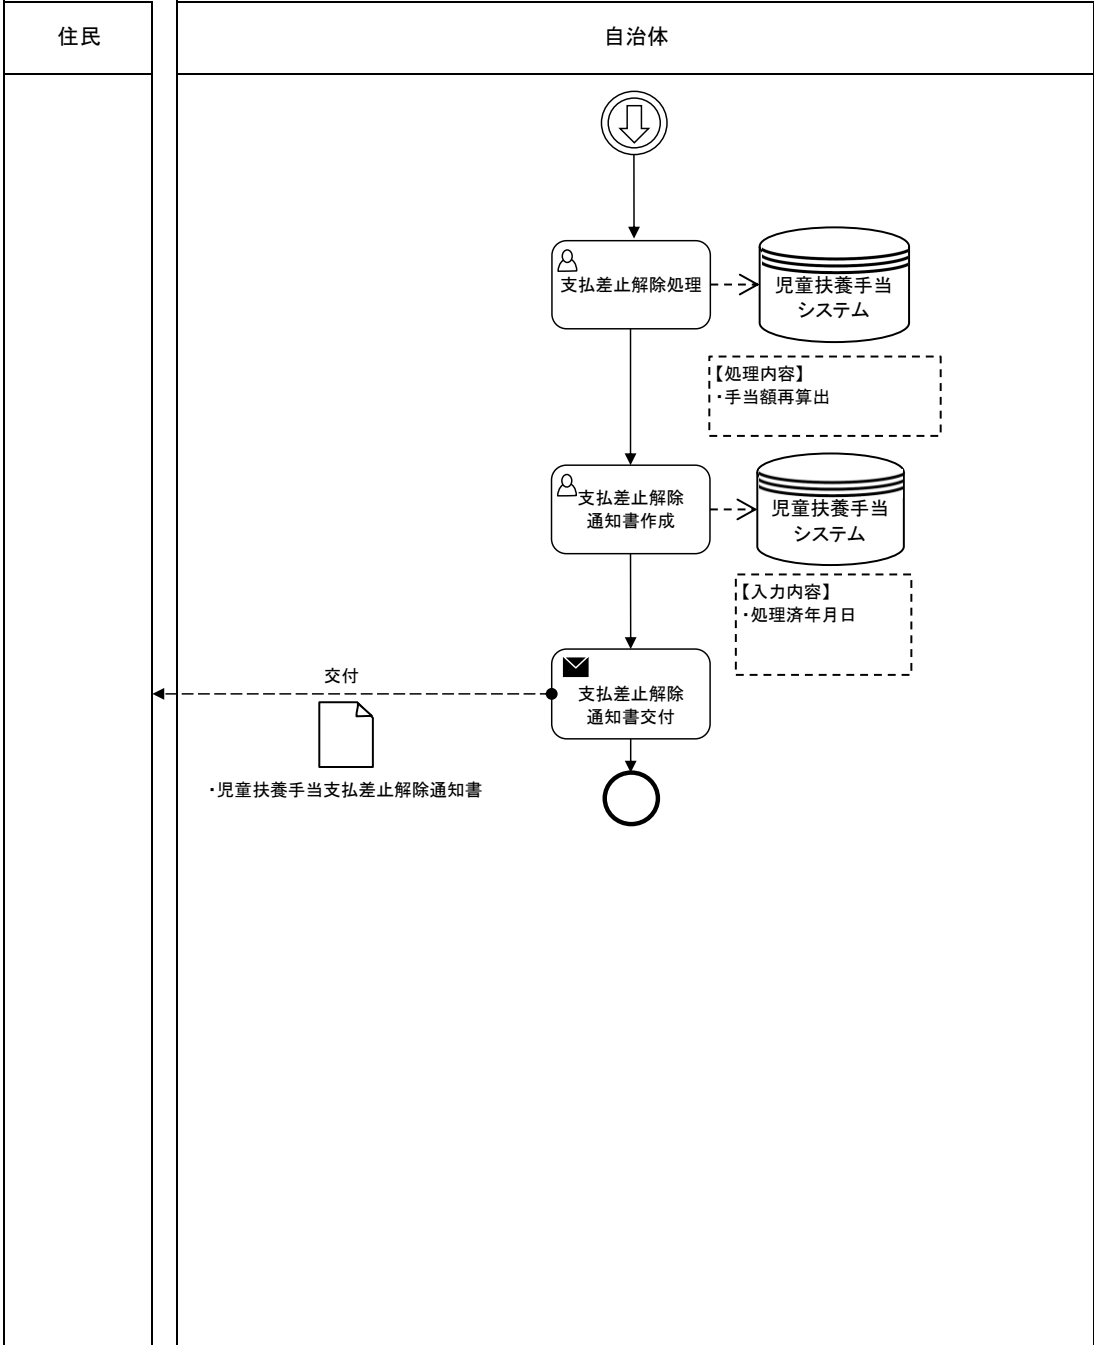 住民
自治体
支払差止解除処理
児童扶養手当
システム
【処理内容】
・手当額再算出
支払差止解除
通知書作成
児童扶養手当
システム
【入力内容】
・処理済年月日
交付
支払差止解除
通知書交付
・児童扶養手当支払差止解除通知書